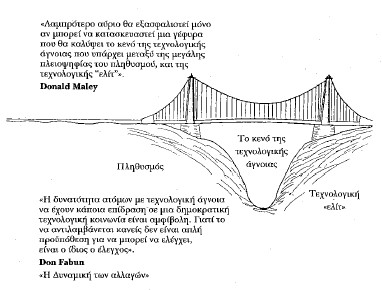 «Λαμπρότερο αύριο θα εξασφαλιστεί μόνο
αν μπορεί να κατασκευαστεί μια γέφυρα
που θα καλύψει το κενό της τεχνολογικής
άγνοιας που υπάρχει μεταξύ της μεγάλης
πλειοψηφίας του πληθυσμού, και της
τεχνολογικής "ελίτ"».
Donald Maley
Το κενό της
τεχνολογικής
άγνοιας
Πληθυσμός
Τεχνολογική
«ελίτ»
«Η δυνατότητα ατόμων με τεχνολογική άγνοια
να έχουν κάποια επίδραση σε μια δημοκρατική
τεχνολογική κοινωνία είναι αμφίβολη. Γιατί το
να αντιλαμβάνεται κανείς δεν είναι απλή
προϋπόθεση για να μπορεί να ελέγχει,
είναι ο ίδιος ο έλεγχος».
Don Fabun
«Η Δυναμική των αλλαγών»